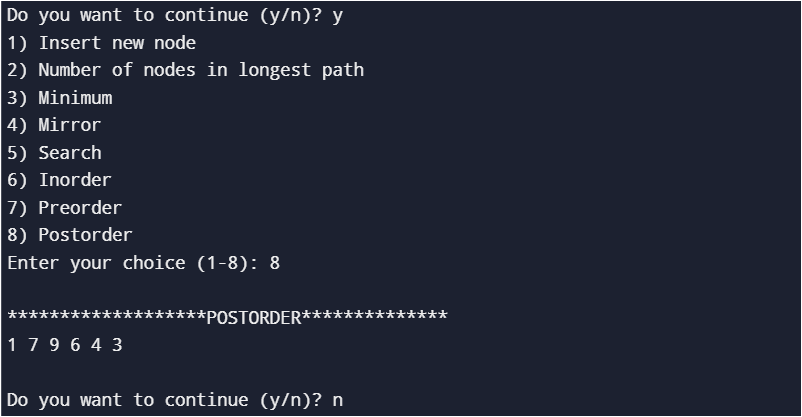 Do you want to continue (y/n)? y
1) Insert new node
2) Number of nodes in longest path
3) Minimum
4) Mirror
5) Search
6) Inorder
7) Preorder
8) Postorder
Enter your choice (1-8): 8
*******************POSTORDER**************
1 7 9 6 4 3
Do you want to continue (y/n)? n